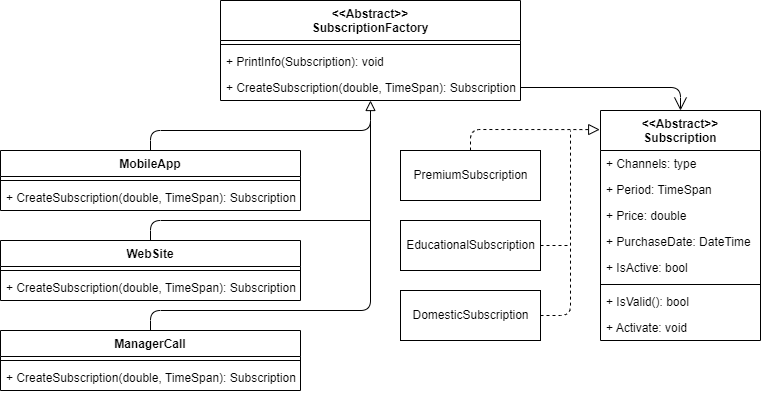 <<Abstract>>
SubscriptionFactory
+ PrintInfo(Subscription): void
+ CreateSubscription(double, TimeSpan): Subscription
MobileApp
+ CreateSubscription(double, TimeSpan): Subscription
WebSite
+ CreateSubscription(double, TimeSpan): Subscription
ManagerCall
+ CreateSubscription(double, TimeSpan): Subscription
PremiumSubscription
EducationalSubscription
DomesticSubscription
<<Abstract>>
Subscription
+ Channels: type
+ Period: TimeSpan
+ Price: double
+ PurchaseDate: DateTime
+ IsActive: bool
+ IsValid(): bool
+ Activate: void